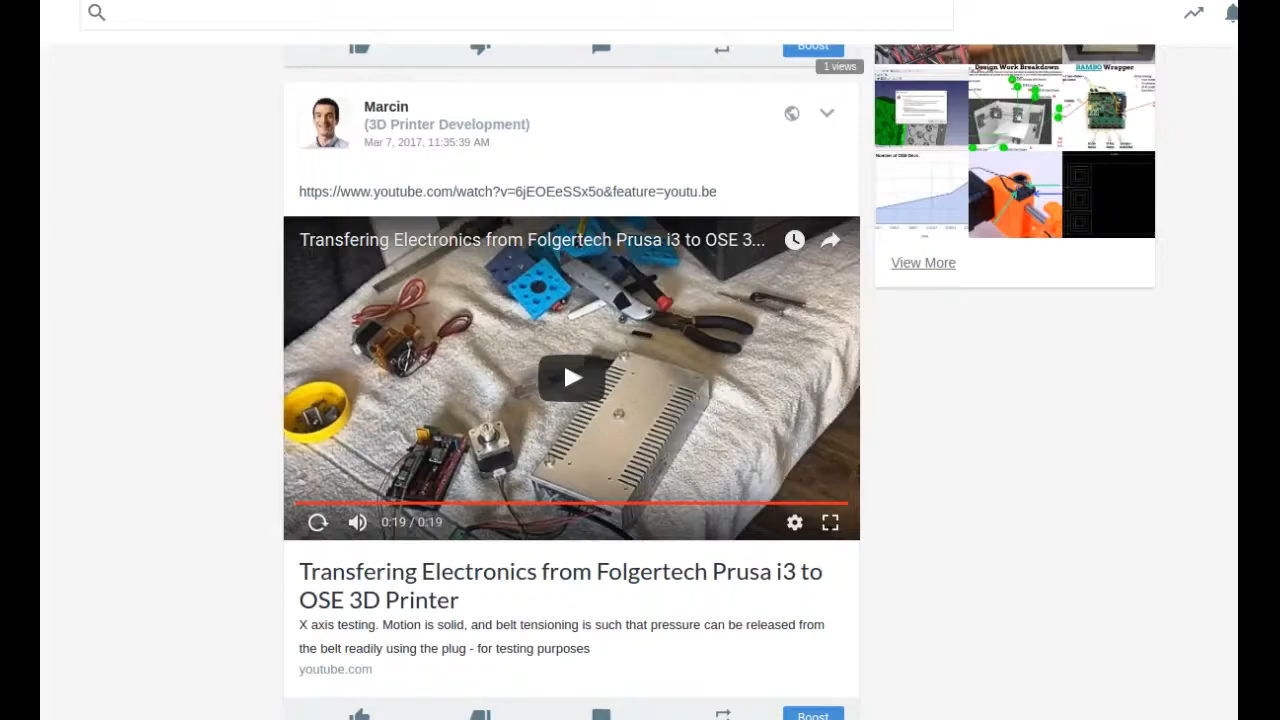 Boost
1 views
Marcin
(3D Printer Development)
Mar 7, 2017, 11:35:39 AM
https://www.youtube.com/watch?v=6jEOEeSSx5o&feature=youtu.be
Transfering Electronics from Folgertech Prusa i3 to OSE 3...
0:19 / 0:19
Transfering Electronics from Folgertech Prusa i3 to
OSE 3D Printer
X axis testing. Motion is solid, and belt tensioning is such that pressure can be released from
the belt readily using the plug - for testing purposes
youtube.com
Boost
Design Work Breakdown
BAMBO Wrapper
View More